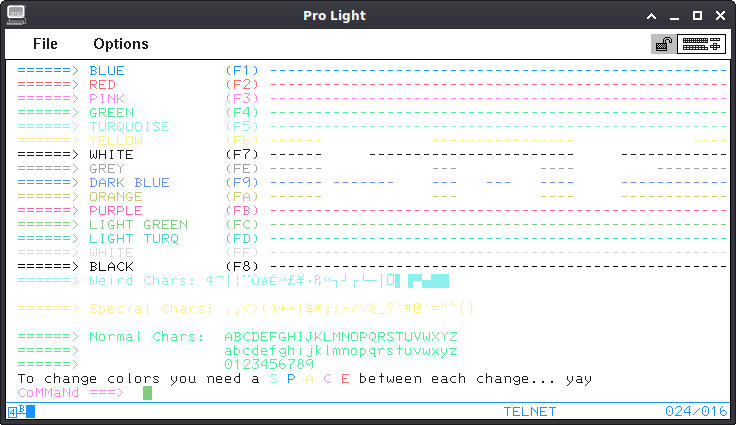 Pro Light
File Options
======> BLUE (F1) -----------------------------------------------
======> RED (F2) -----------------------------------------------
======> PINK (F3) -----------------------------------------------
======> GREEN (F4) -----------------------------------------------
======> TURQUOISE (F5) -----------------------------------------------
======> YELLOW (F6) ------ -------------- ----
======> WHITE (F7) ------ --------------------- ------------
======> GREY (FE) ------ --- ---------
======> DARK BLUE (F9) ------ ------- --- --- ------ ---
======> ORANGE (FA) ------ --- ---------
======> PURPLE (FB) -----------------------------------------------
======> LIGHT GREEN (FC) -----------------------------------------------
======> LIGHT TURQ (FD) -----------------------------------------------
======> WHITE (FF) -----------------------------------------------
======> BLACK (F8) -----------------------------------------------
======> Weird Chars:
======> Special Chars: .,<>()+-!$*;:-/\%_?`#@'="~{}
======> Normal Chars: ABCDEFGHIJKLMNOPQRSTUVWXYZ
======> abcdefghijklmnopqrstuvwxyz
======> 0123456789
To change colors you need a S P A C E between each change... yay
CoMMaNd ===>
4B TELNET 024/016